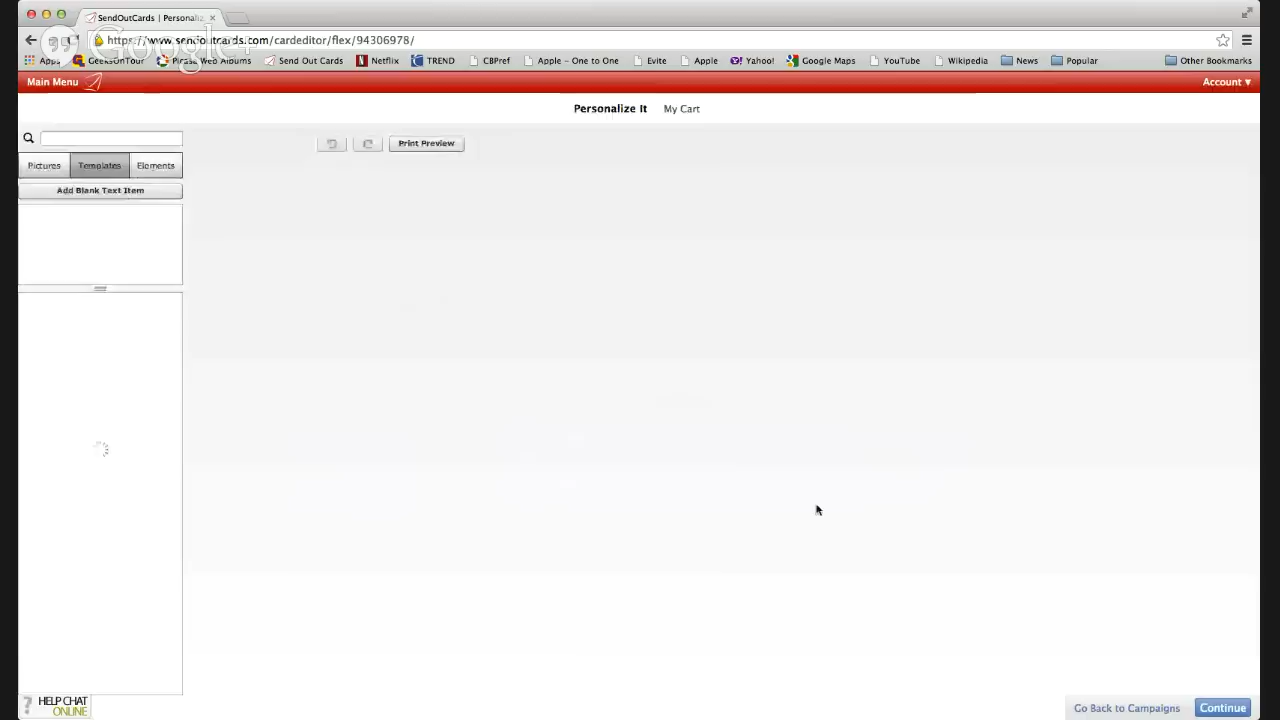 SendOutCards | Personaliz
https://www.sendoutcards.com/cardeditor/flex/94306978/
Google+
Apps GeeksOnTour Picasa Web Albums Send Out Cards Netflix TREND CBPref Apple – One to One Evite Apple Yahoo! Google Maps YouTube Wikipedia News Popular Other Bookmarks
Main Menu Account
Personalize It My Cart
Print Preview
Pictures Templates Elements
Add Blank Text Item
? HELP CHAT
ONLINE
Go Back to Campaigns Continue